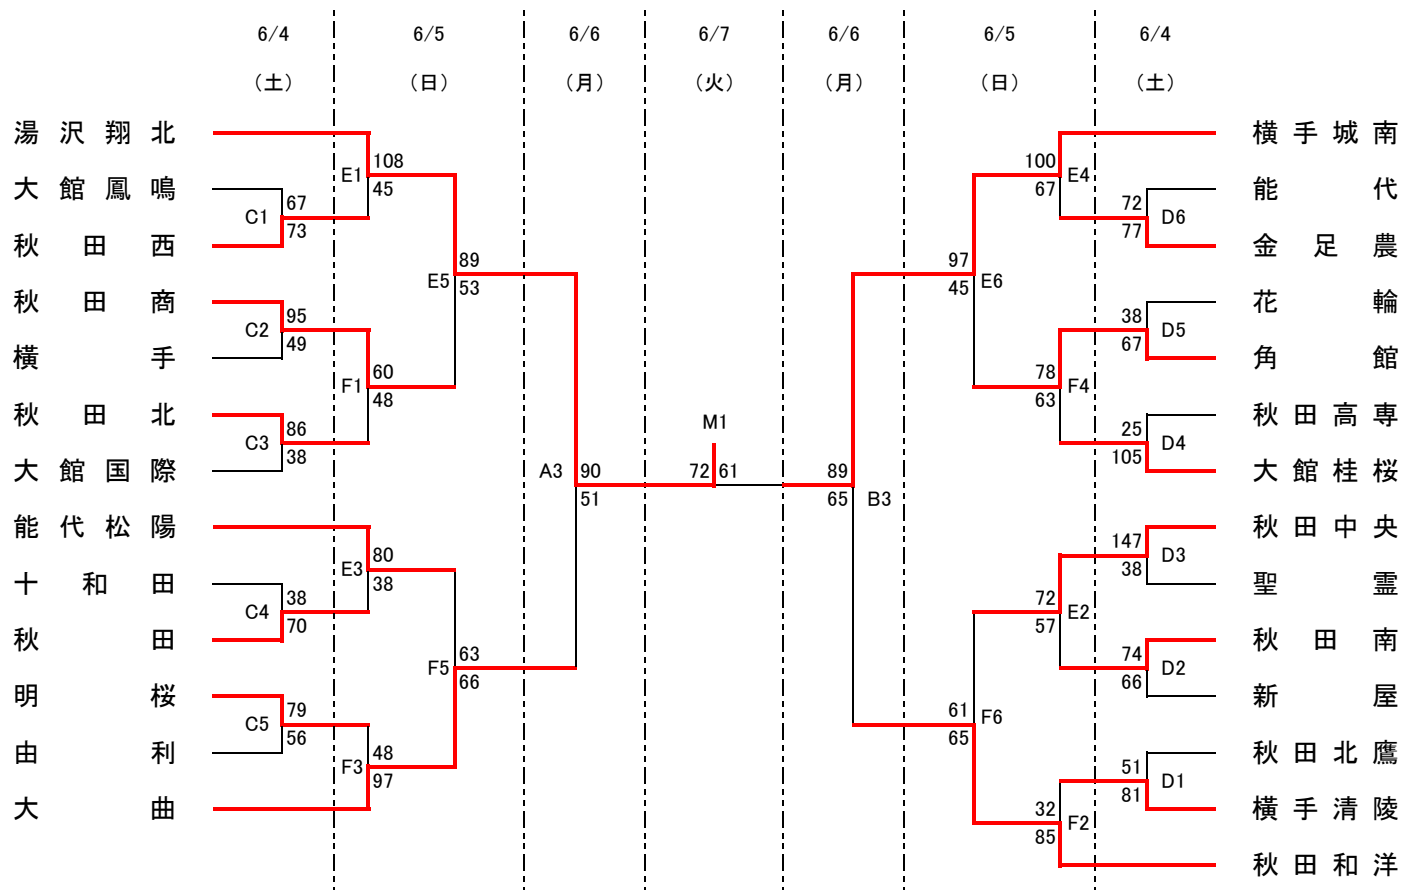 6/4 6/5 6/6 6/7 6/6 6/5 6/4
(土) (日) (月) (火) (月) (日) (土)
湯沢翔北 横手城南
108 100
E1 E4
45 67
大館鳳鳴 能代
67 72
C1 D6
73 77
秋田西 金足農
89 97
E5 E6
53 45
秋田商 花輪
95 38
C2 D5
49 67
横手 角館
60 78
F1 F4
48 63
秋田北 秋田高専
86 M1 25
C3 D4
38 105
大館国際 大館桂桜
A3 90 72 61 89
51 65 B3
能代松陽 秋田中央
80 147
E3 D3
38 38
十和田 聖霊
38 72
C4 E2
70 57
秋田 秋田南
63 74
F5 D2
66 66
明桜 新屋
79 61
C5 F6
56 65
由利 秋田北鷹
48 51
F3 D1
97 81
大曲 横手清陵
32
F2
85
秋田和洋